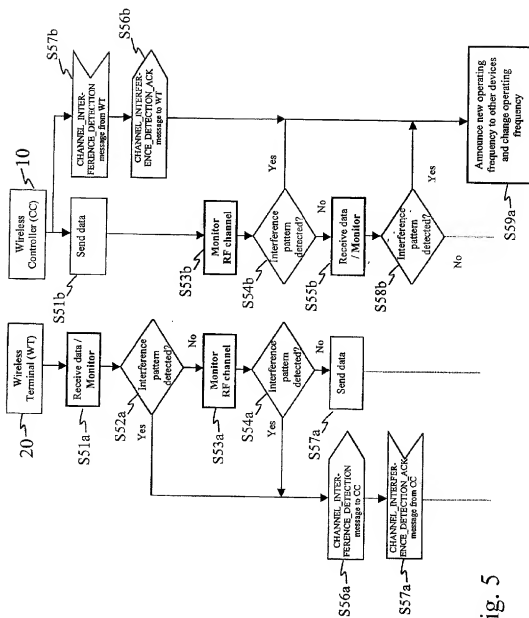 20
Wireless
Terminal (WT)
S51a
Receive data /
Monitor
S52a
Interference
pattern
detected?
Yes
No
S53a
Monitor
RF channel
S54a
Interference
pattern
detected?
Yes
No
S57a
Send data
S56a
CHANNEL_INTER-
FERENCE_DETECTION
message to CC
S57a
CHANNEL_INTERFER-
ENCE_DETECTION_ACK
message from CC
10
Wireless
Controller (CC)
S51b
Send data
S57b
CHANNEL_INTER-
FERENCE_DETECTION
message from WT
S56b
CHANNEL_INTERFER-
ENCE_DETECTION_ACK
message to WT
S53b
Monitor
RF channel
S54b
Interference
pattern
detected?
Yes
No
S55b
Receive data
/ Monitor
S58b
Interference
pattern
detected?
Yes
No
S59a
Announce new operating
frequency to other devices
and change operating
frequency
ig. 5